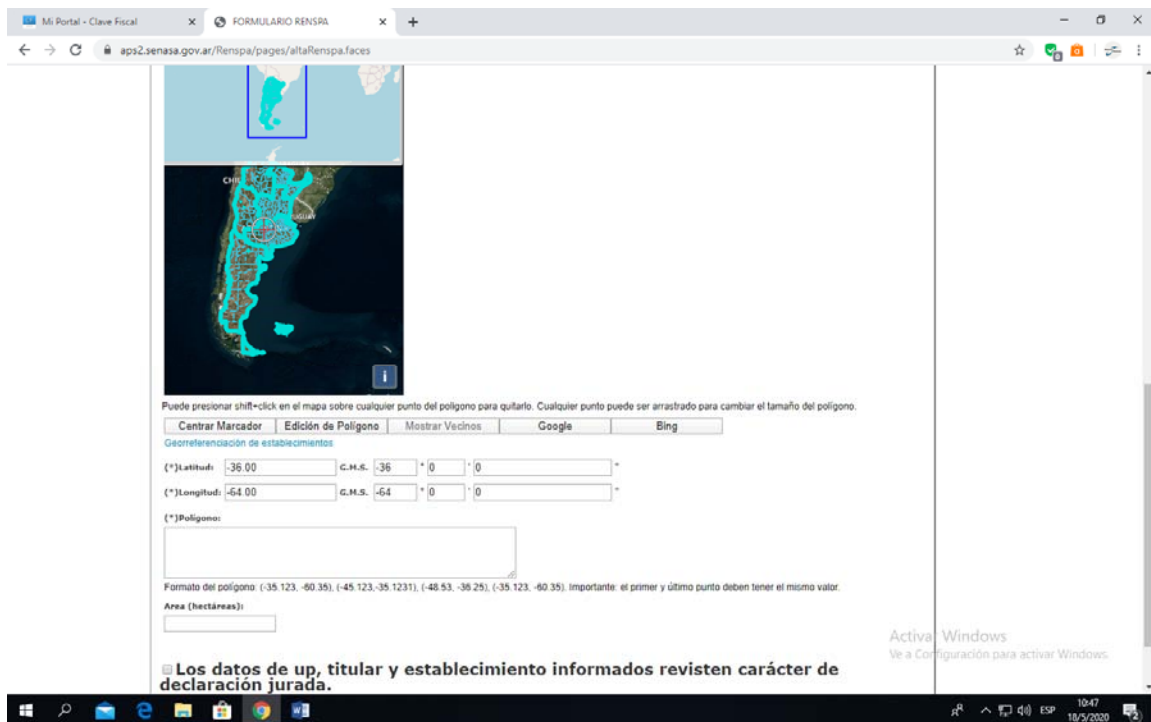 Mi Portal - Clave Fiscal
FORMULARIO RENSPA
aps2.senasa.gov.ar/Renspa/pages/altaRenspa.faces
CHI
UGUAY
i
Puede presionar shift+click en el mapa sobre cualquier punto del poligono para quitarlo. Cualquier punto puede ser arrastrado para cambiar el tamaño del polígono.
Centrar Marcador Edición de Polígono Mostrar Vecinos Google Bing
Georreferenciación de establecimientos
(*)Latitud: -36.00 G.M.S. -36 ° 0 ' 0 "
(*)Longitud: -64.00 G.M.S. -64 ° 0 ' 0 "
(*)Poligono:
Formato del poligono: (-35.123, -60.35), (-45.123,-35.1231), (-48.53, -36.25), (-35.123, -60.35). Importante: el primer y último punto deben tener el mismo valor.
Area (hectáreas):
Los datos de up, titular y establecimiento informados revisten carácter de
declaración jurada.
Activar Windows
Ve a Configuración para activar Windows.
ESP
10:47
18/5/2020